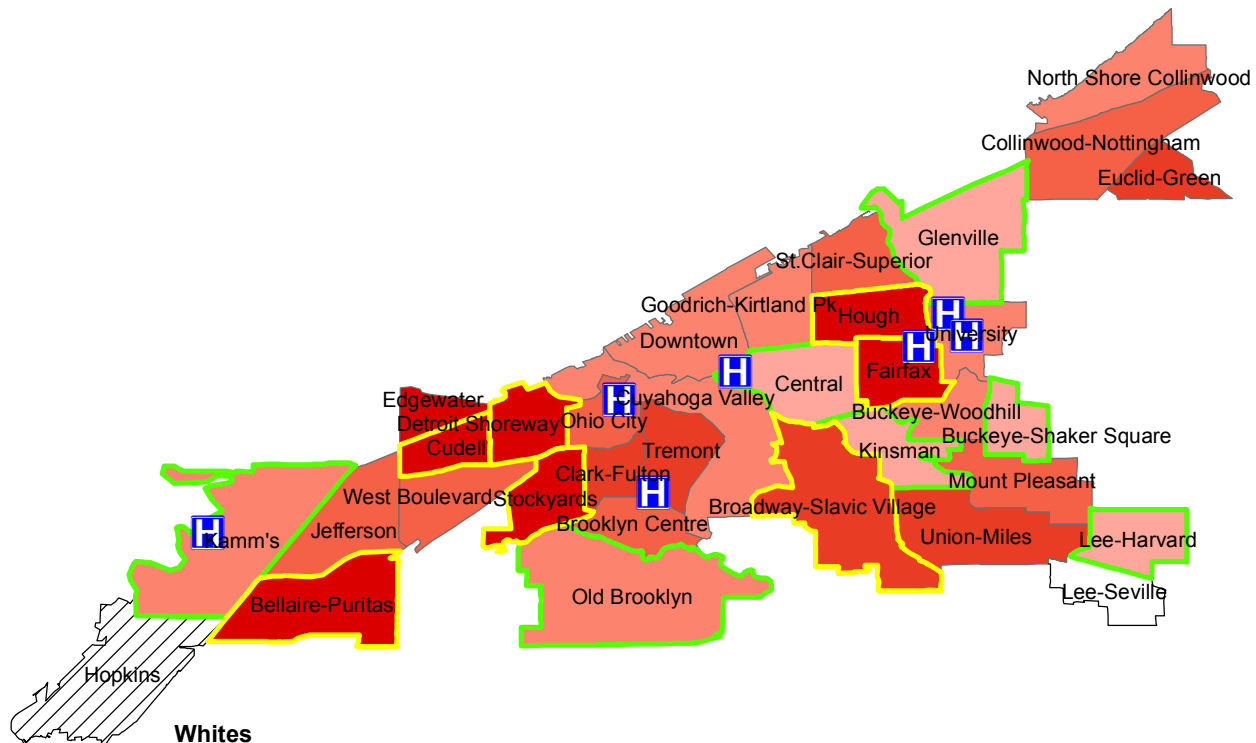 North Shore Collinwood
Collinwood-Nottingham
Euclid-Green
Glenville
St.Clair-Superior
Goodrich-Kirtland Pk
Hough
H
University
H
Downtown
H
Fairfax
H
Central
Edgewater
H
Cuyahoga Valley
Detroit Shoreway
Ohio City
Buckeye-Woodhill
Buckeye-Shaker Square
Cudell
Tremont
Kinsman
Clark-Fulton
Mount Pleasant
West Boulevard
Stockyards
H
Broadway-Slavic Village
Brooklyn Centre
Jefferson
H
Kamm's
Union-Miles
Lee-Harvard
Lee-Seville
Old Brooklyn
Bellaire-Puritas
Hopkins
Whites